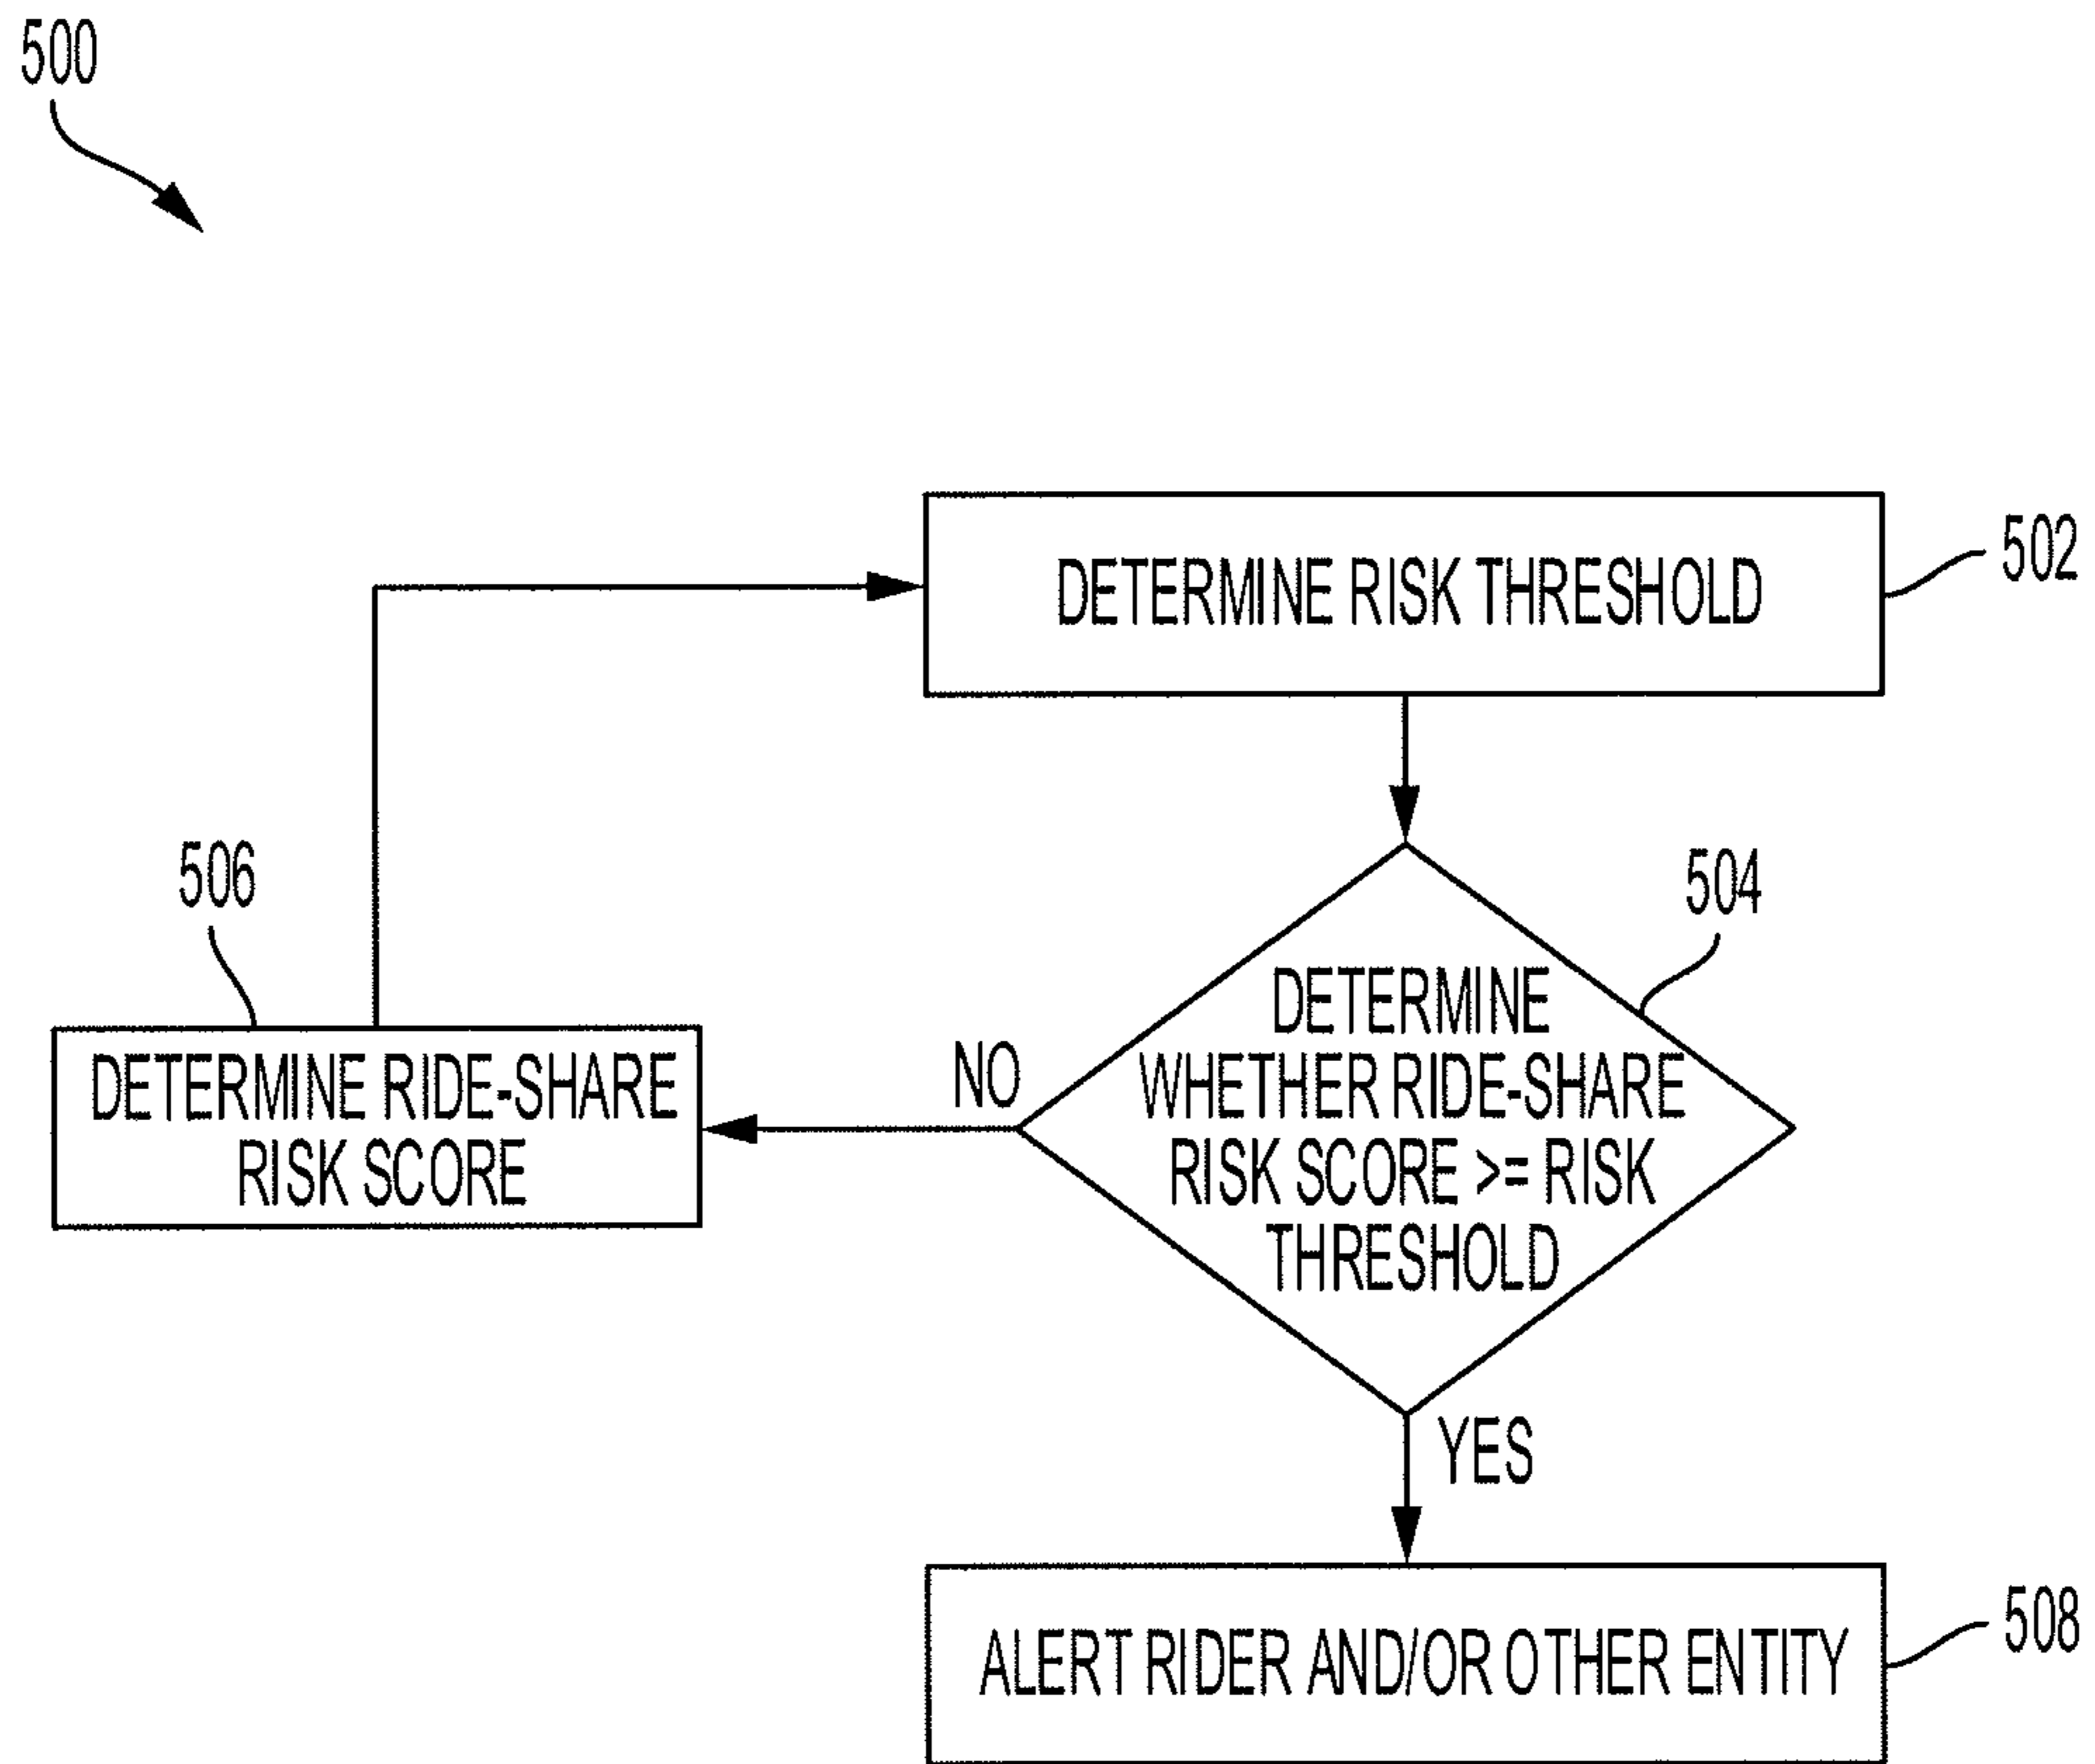 500
DETERMINE RISK THRESHOLD
502
506
504
DETERMINE RIDE-SHARE
RISK SCORE
NO
DETERMINE
WHETHER RIDE-SHARE
RISK SCORE >= RISK
THRESHOLD
YES
ALERT RIDER AND/OR OTHER ENTITY
508